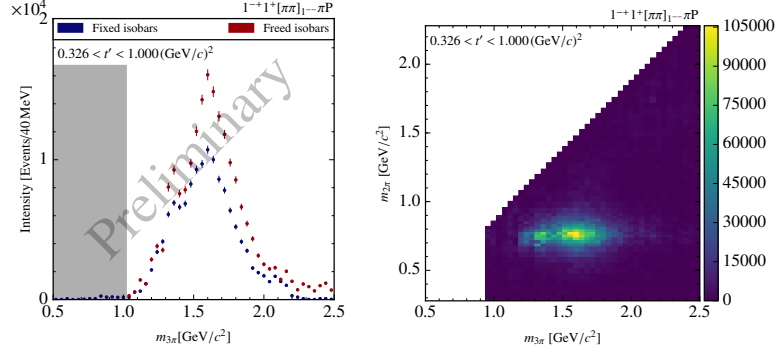 ×10⁴
1⁻⁺1⁺[ππ]₁₋₋πP
Fixed isobars
Freed isobars
0.326 < t′ < 1.000 (GeV/c)²
Preliminary
Intensity [Events/40 MeV]
2
1
0
0.5 1.0 1.5 2.0 2.5
m₃π[GeV/c²]
1⁻⁺1⁺[ππ]₁₋₋πP
0.326 < t′ < 1.000 (GeV/c)²
m₂π [GeV/c²]
2.0
1.5
1.0
0.5
0.5 1.0 1.5 2.0 2.5
m₃π [GeV/c²]
105000
90000
75000
60000
45000
30000
15000
0